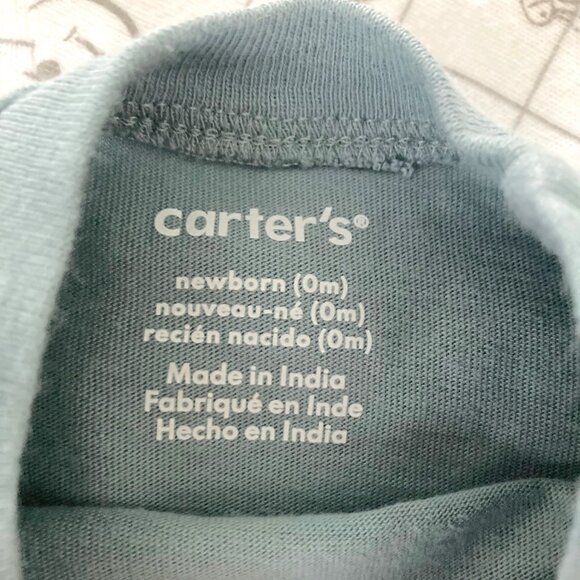 carter's®
newborn (0m)
nouveau-né (0m)
recién nacido (0m)
Made in India
Fabriqué en Inde
Hecho en India